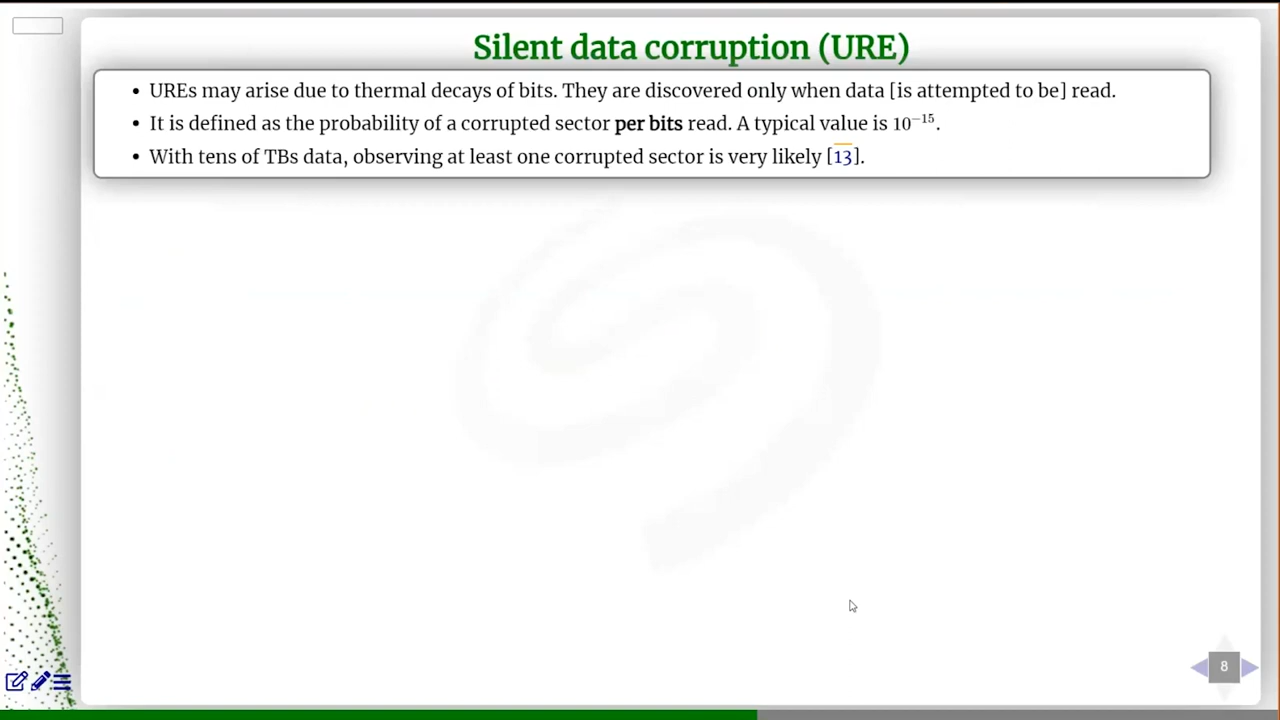 Silent data corruption (URE)
• UREs may arise due to thermal decays of bits. They are discovered only when data [is attempted to be] read.
• It is defined as the probability of a corrupted sector per bits read. A typical value is 10⁻¹⁵.
• With tens of TBs data, observing at least one corrupted sector is very likely [13].
8